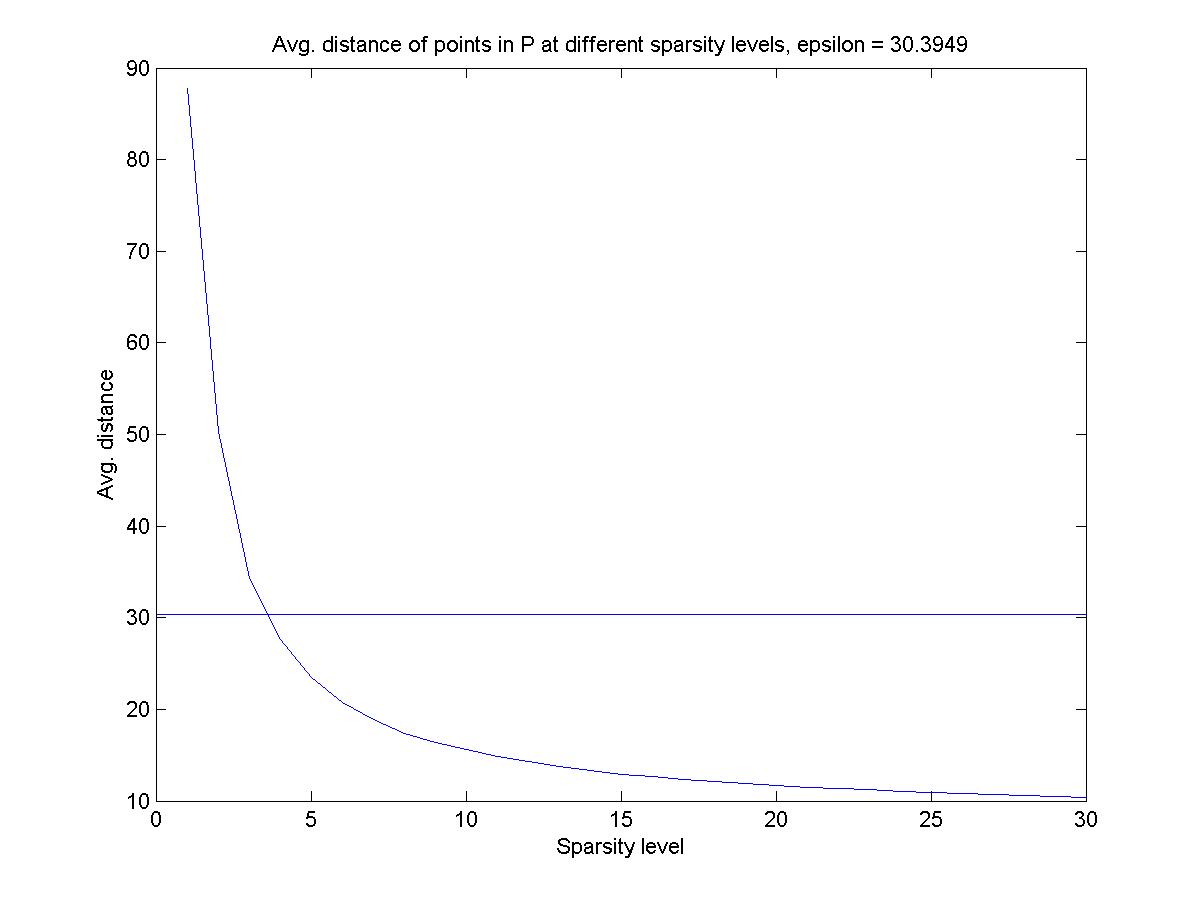 Avg. distance of points in P at different sparsity levels, epsilon = 30.3949
90
80
70
60
50
40
30
20
10
Avg. distance
0 5 10 15 20 25 30
Sparsity level